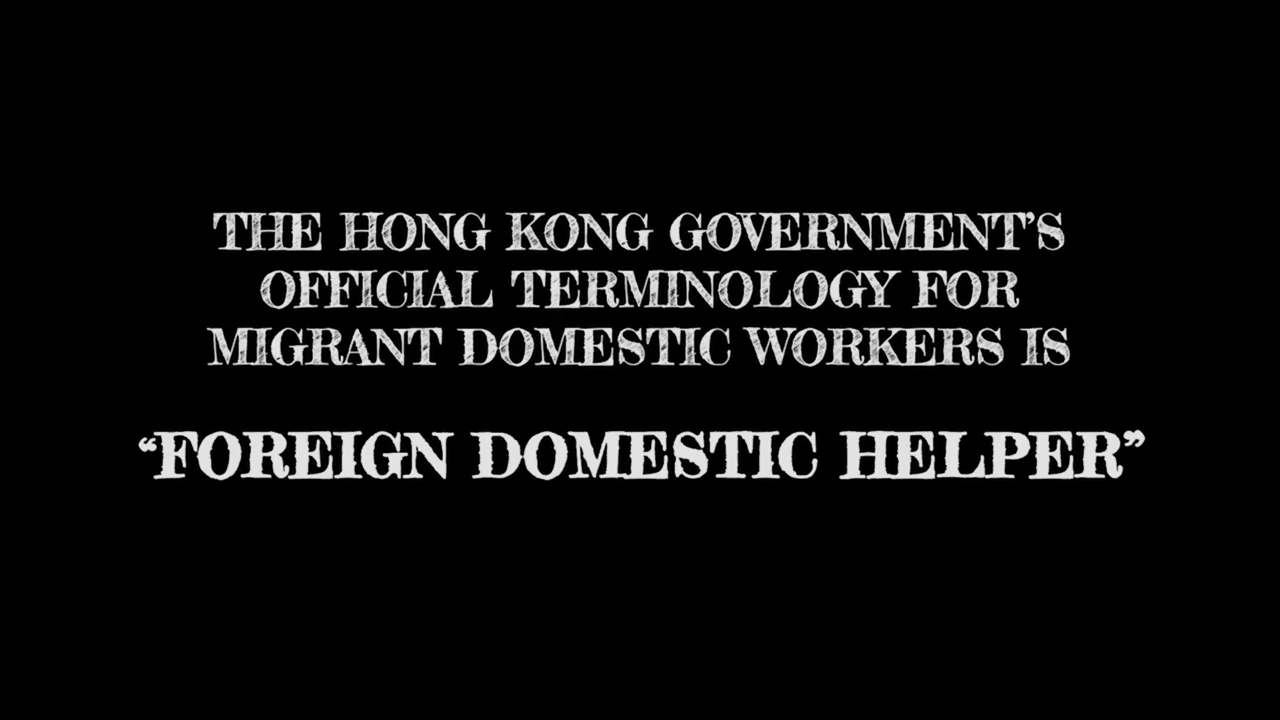 THE HONG KONG GOVERNMENT'S
OFFICIAL TERMINOLOGY FOR
MIGRANT DOMESTIC WORKERS IS
“FOREIGN DOMESTIC HELPER”